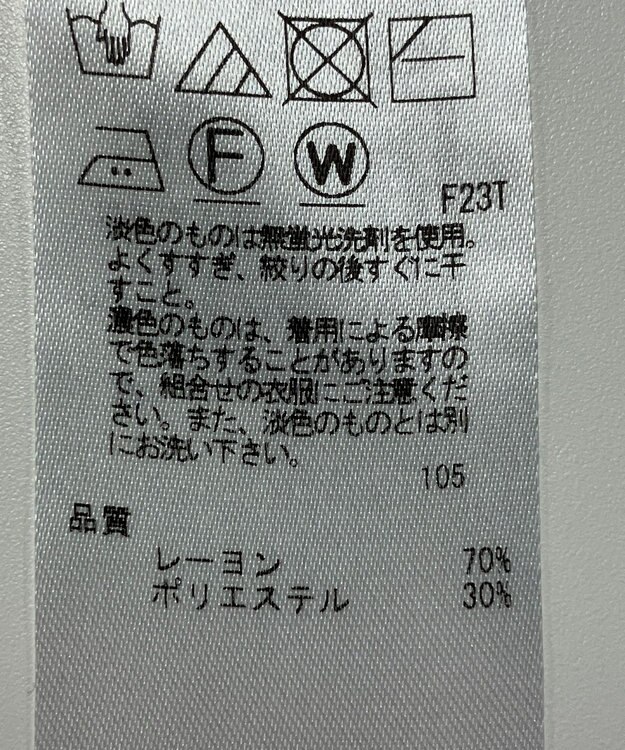 F W
F23T
淡色のものは無蛍光洗剤を使用。
よくすすぎ、絞りの後すぐに干
すこと。
濃色のものは、着用による摩擦
で色落ちすることがありますの
で、組合せの衣服にご注意くだ
さい。また、淡色のものとは別
にお洗い下さい。
105
品質
レーヨン 70%
ポリエステル 30%